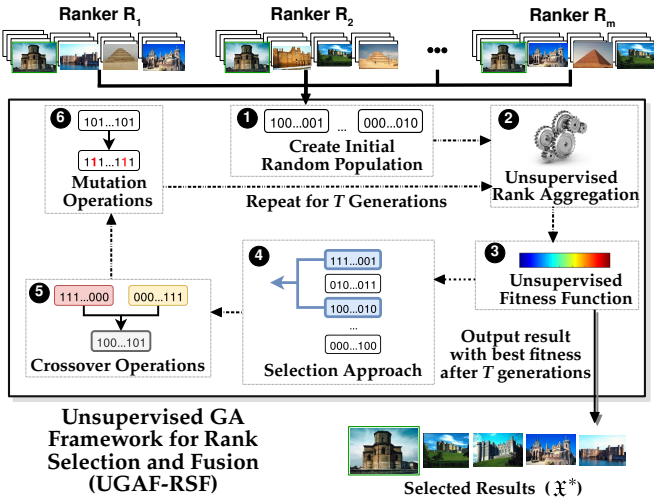 Ranker R1
Ranker R2
Ranker Rm
•••
6
101...101
111...111
Mutation
Operations
1
100...001 ... 000...010
Create Initial
Random Population
2
Unsupervised
Rank Aggregation
Repeat for T Generations
3
Unsupervised
Fitness Function
4
111...001
010...011
100...010
...
000...100
Selection Approach
5
111...000 000...111
100...101
Crossover Operations
Output result
with best fitness
after T generations
Unsupervised GA
Framework for Rank
Selection and Fusion
(UGAF-RSF)
Selected Results (𝔛*)